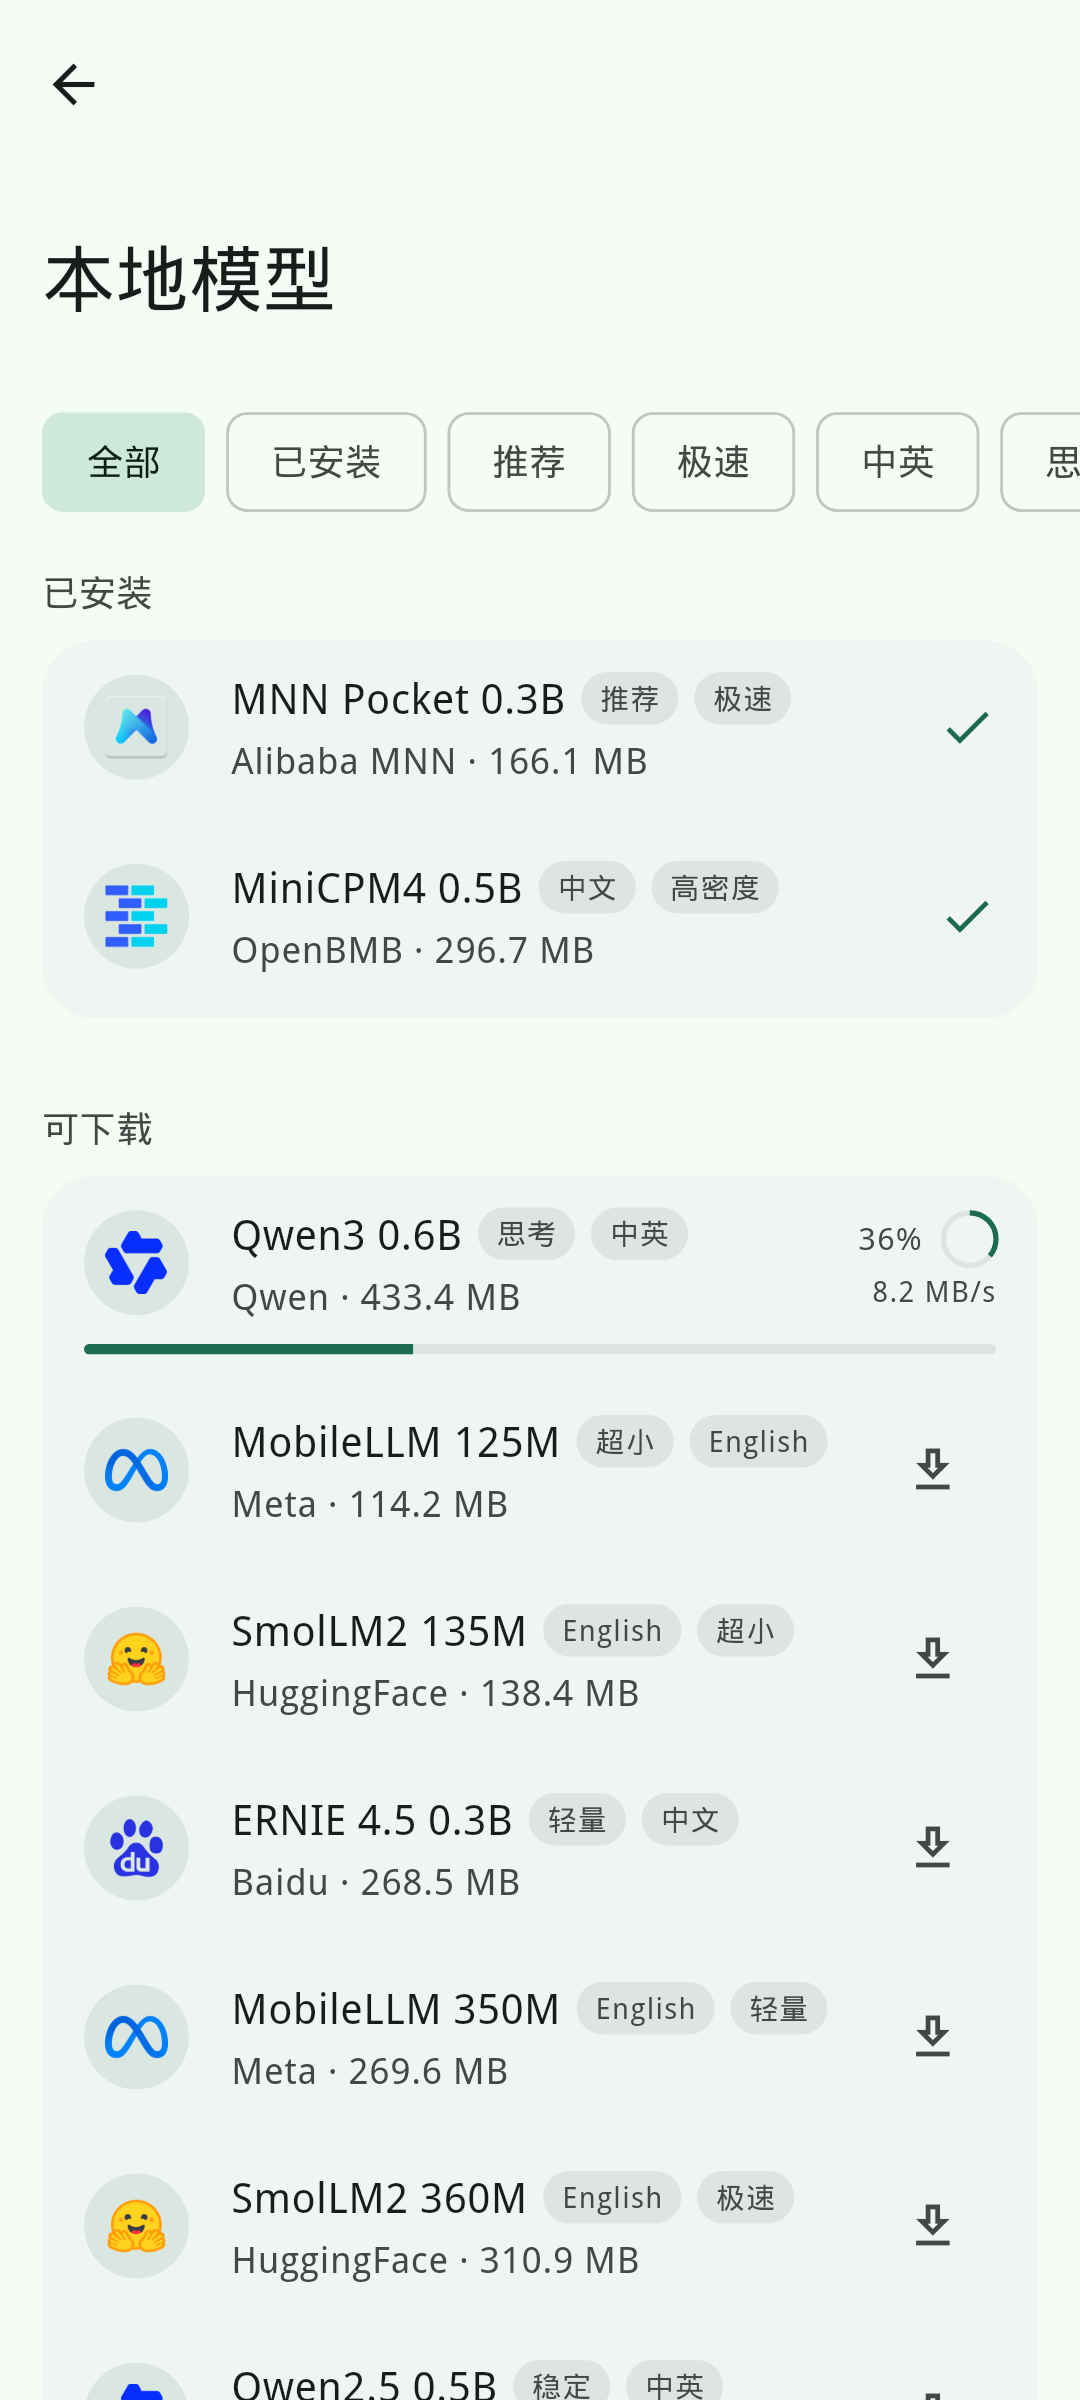 本地模型
全部 已安装 推荐 极速 中英 思
已安装
MNN Pocket 0.3B 推荐 极速
Alibaba MNN · 166.1 MB
MiniCPM4 0.5B 中文 高密度
OpenBMB · 296.7 MB
可下载
Qwen3 0.6B 思考 中英 36%
Qwen · 433.4 MB 8.2 MB/s
MobileLLM 125M 超小 English
Meta · 114.2 MB
SmolLM2 135M English 超小
HuggingFace · 138.4 MB
ERNIE 4.5 0.3B 轻量 中文
du
Baidu · 268.5 MB
MobileLLM 350M English 轻量
Meta · 269.6 MB
SmolLM2 360M English 极速
HuggingFace · 310.9 MB
Qwen2.5 0.5B 稳定 中英